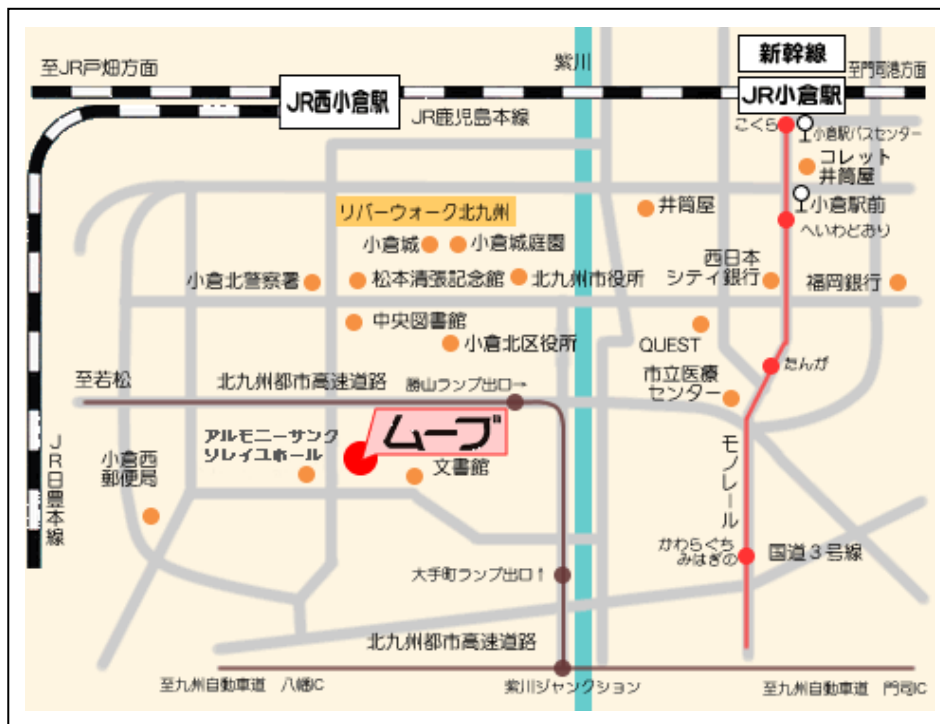 新幹線
至JR戸畑方面
紫川
至門司港方面
JR西小倉駅
JR小倉駅
JR鹿児島本線
こくら
小倉駅バスセンター
コレット
井筒屋
リバーウォーク北九州
井筒屋
小倉駅前
へいわどおり
小倉城
小倉城庭園
西日本
シティ銀行
小倉北警察署
松本清張記念館
北九州市役所
福岡銀行
中央図書館
小倉北区役所
QUEST
たんが
至若松
北九州都市高速道路
勝山ランプ出口→
市立医療
センター
ムーブ
アルモニーサンク
ソレイユホール
文書館
小倉西
郵便局
JR日豊本線
モノレール
かわらぐち
みはぎの
国道3号線
大手町ランプ出口↑
北九州都市高速道路
至九州自動車道 八幡IC
紫川ジャンクション
至九州自動車道 門司IC